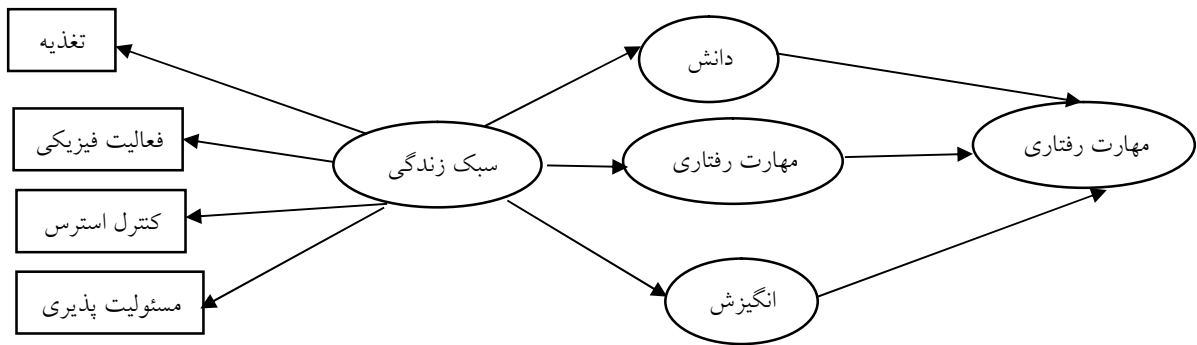 تغذیه
دانش
فعالیت فیزیکی
سبک زندگی
مهارت رفتاری
مهارت رفتاری
کنترل استرس
مسئولیت پذیری
انگیزش